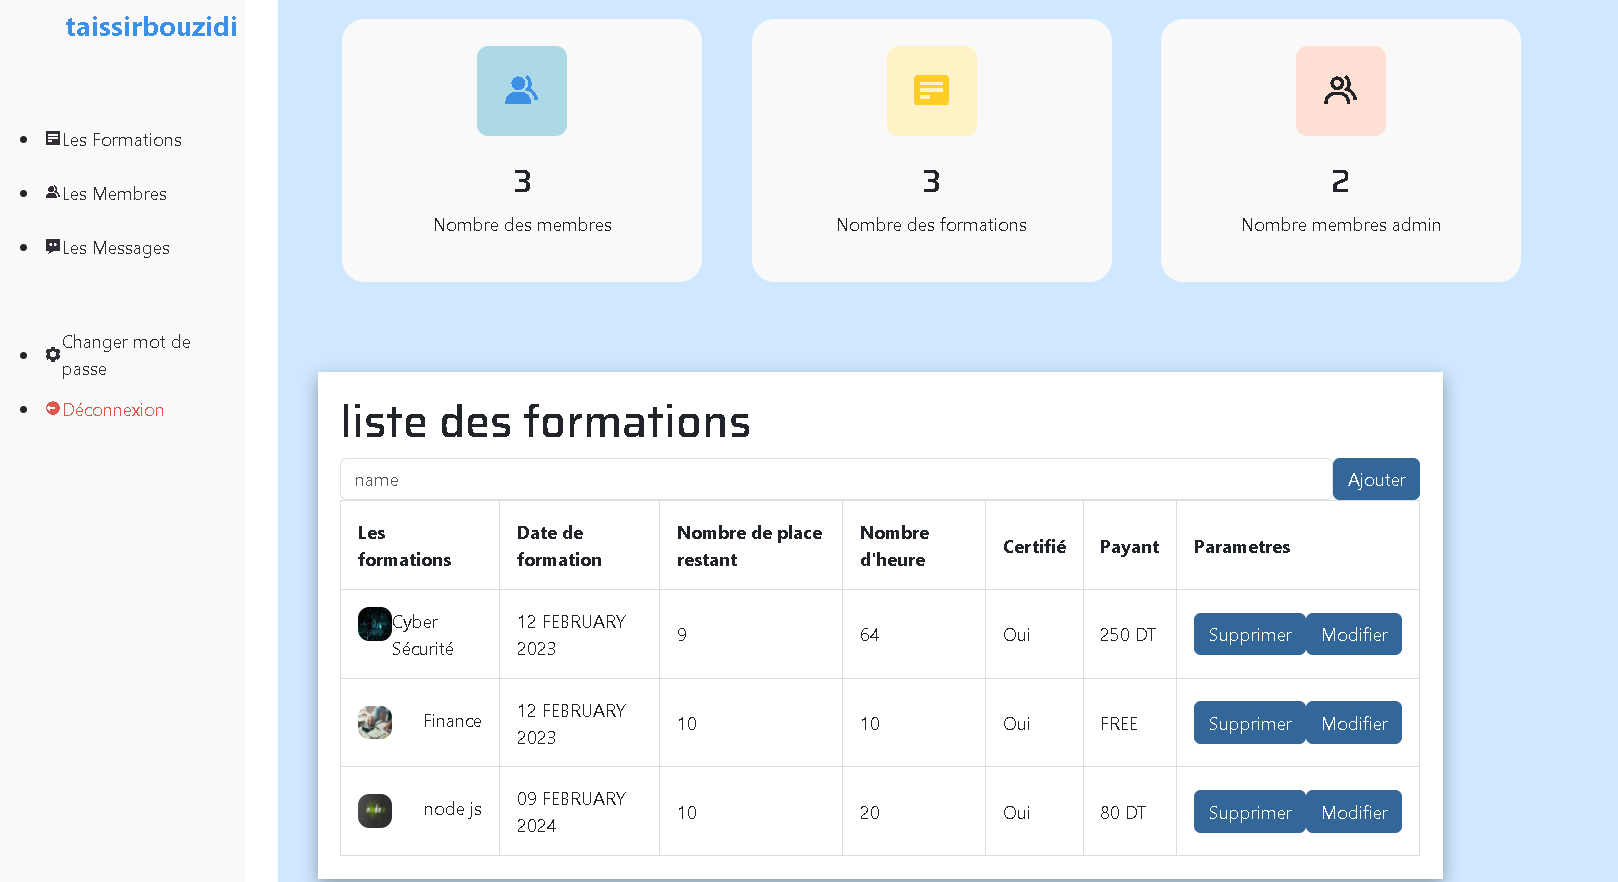 taissirbouzidi
Les Formations
Les Membres
Les Messages
Changer mot de
passe
Déconnexion
3
Nombre des membres
3
Nombre des formations
2
Nombre membres admin
liste des formations
name
Ajouter
Les
formations
Date de
formation
Nombre de place
restant
Nombre
d'heure
Certifié
Payant
Parametres
Cyber
Sécurité
12 FEBRUARY
2023
9
64
Oui
250 DT
Supprimer
Modifier
Finance
12 FEBRUARY
2023
10
10
Oui
FREE
Supprimer
Modifier
node js
09 FEBRUARY
2024
10
20
Oui
80 DT
Supprimer
Modifier